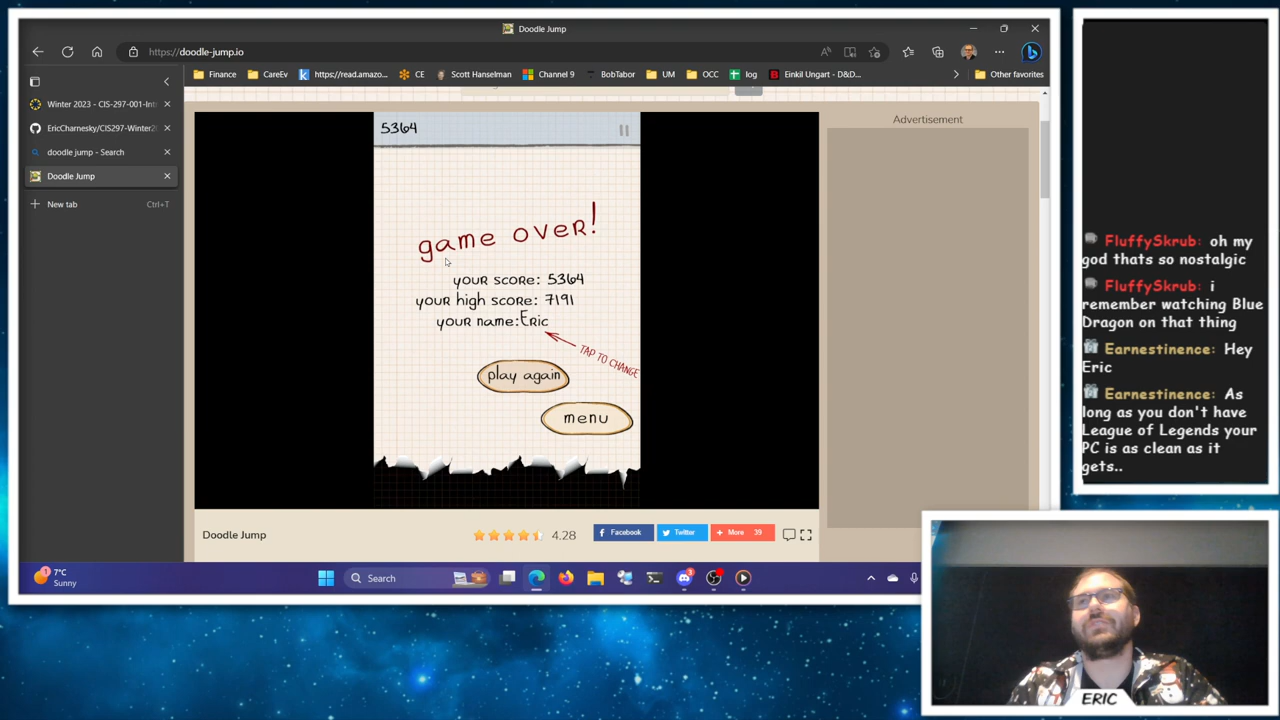 Doodle Jump
https://doodle-jump.io
Finance
CareEv
https://read.amazo...
CE
Scott Hanselman
Channel 9
BobTabor
UM
OCC
log
Einkil Ungart - D&D...
Other favorites
Winter 2023 - CIS-297-001-Int
EricCharnesky/CIS297-Winter2
doodle jump - Search
Doodle Jump
New tab
Ctrl+T
5364
game over!
your score: 5364
your high score: 7191
your name:Eric
TAP TO CHANGE
play again
menu
Advertisement
Doodle Jump
4.28
Facebook
Twitter
More 39
1
7°C
Sunny
Search
3
FluffySkrub: oh my
god thats so nostalgic
FluffySkrub: i
remember watching Blue
Dragon on that thing
Earnestinence: Hey
Eric
Earnestinence: As
long as you don't have
League of Legends your
PC is as clean as it
gets..
ERIC